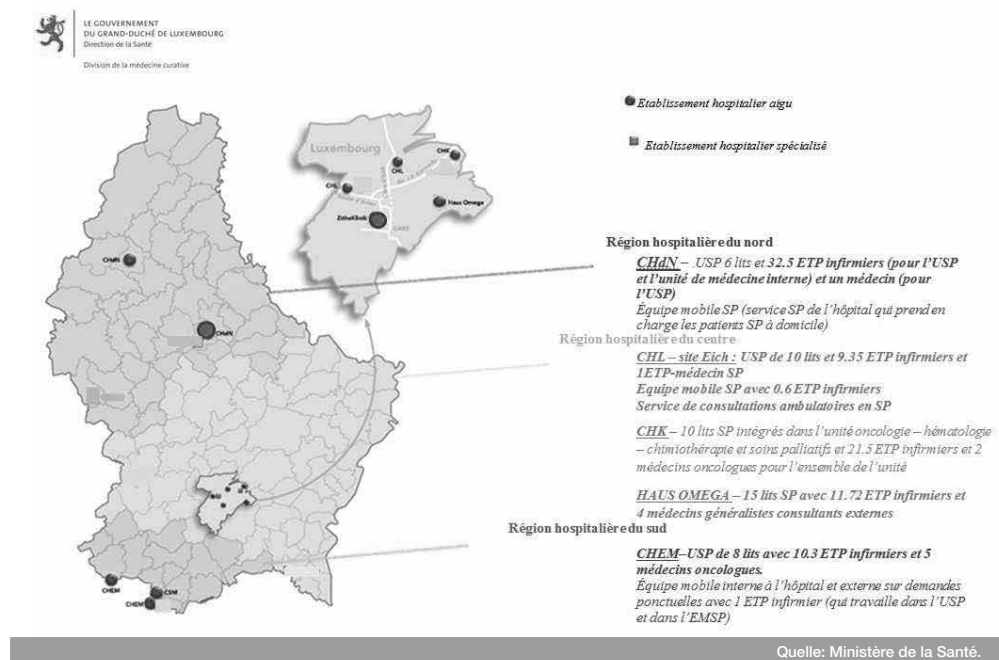 LE GOUVERNEMENT
DU GRAND-DUCHÉ DE LUXEMBOURG
Direction de la Santé
Division de la médecine curative
Etablissement hospitalier aigu
Etablissement hospitalier spécialisé
Luxembourg
CHK
CHL
CHL
Haus Omega
ZithaKlinik
GARE
CHdN
CHdN
CHEM
CSM
CHEM
Région hospitalière du nord
CHdN – USP 6 lits et 32.5 ETP infirmiers (pour l'USP
et l'unité de médecine interne) et un médecin (pour
l'USP)
Équipe mobile SP (service SP de l'hôpital qui prend en
charge les patients SP à domicile)
Région hospitalière du centre
CHL – site Eich : USP de 10 lits et 9.35 ETP infirmiers et
1ETP-médecin SP
Equipe mobile SP avec 0.6 ETP infirmiers
Service de consultations ambulatoires en SP
CHK – 10 lits SP intégrés dans l'unité oncologie – hématologie
– chimiothérapie et soins palliatifs et 21.5 ETP infirmiers et 2
médecins oncologues pour l'ensemble de l'unité
HAUS OMEGA – 15 lits SP avec 11.72 ETP infirmiers et
4 médecins généralistes consultants externes
Région hospitalière du sud
CHEM–USP de 8 lits avec 10.3 ETP infirmiers et 5
médecins oncologues.
Équipe mobile interne à l'hôpital et externe sur demandes
ponctuelles avec 1 ETP infirmier (qui travaille dans l'USP
et dans l'EMSP)
Quelle: Ministère de la Santé.